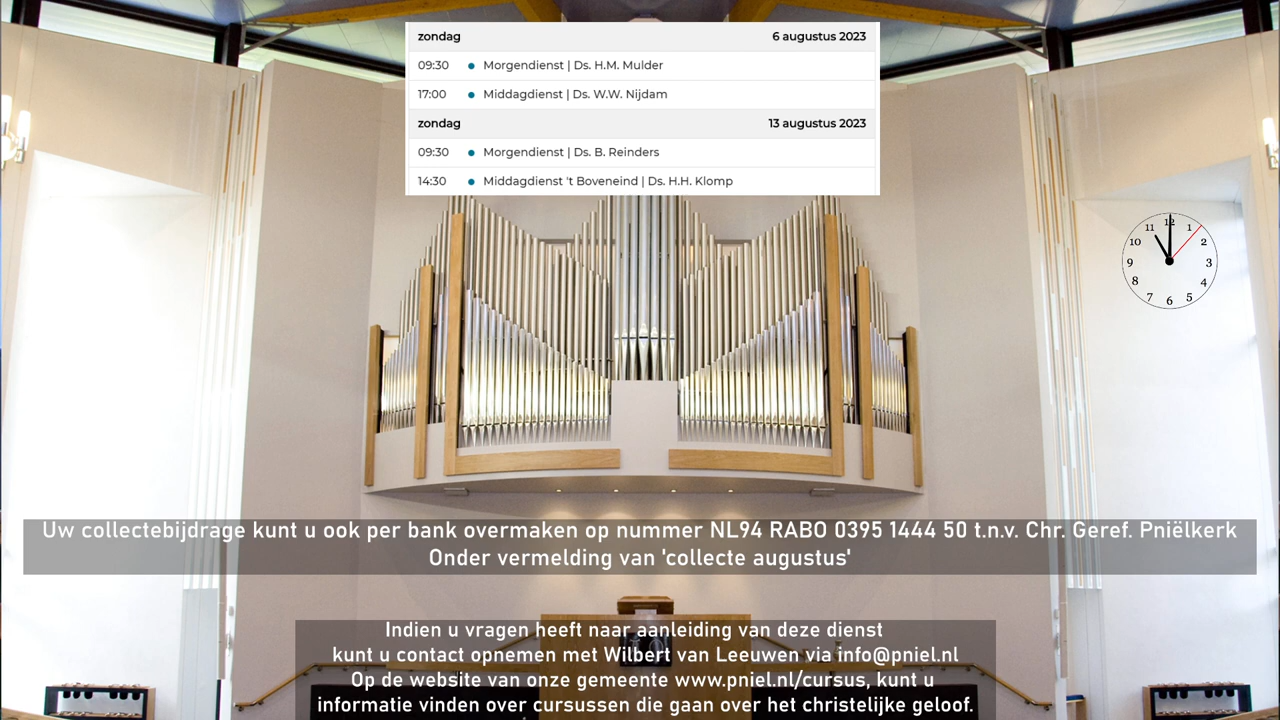 zondag 6 augustus 2023
09:30 • Morgendienst | Ds. H.M. Mulder
17:00 • Middagdienst | Ds. W.W. Nijdam
zondag 13 augustus 2023
09:30 • Morgendienst | Ds. B. Reinders
14:30 • Middagdienst 't Boveneind | Ds. H.H. Klomp
12
11 1
10 2
9 3
8 4
7 5
6
Uw collectebijdrage kunt u ook per bank overmaken op nummer NL94 RABO 0395 1444 50 t.n.v. Chr. Geref. Pniëlkerk
Onder vermelding van 'collecte augustus'
Indien u vragen heeft naar aanleiding van deze dienst
kunt u contact opnemen met Wilbert van Leeuwen via info@pniel.nl
Op de website van onze gemeente www.pniel.nl/cursus, kunt u
informatie vinden over cursussen die gaan over het christelijke geloof.